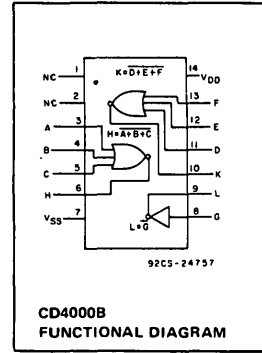 K=D+E+F
NC 1
14 VDD
NC 2
13 F
A 3
H=A+B+C
12 E
B 4
11 D
C 5
10 K
H 6
9 L
VSS 7
8 G
L=G
92CS-24757
CD4000B
FUNCTIONAL DIAGRAM